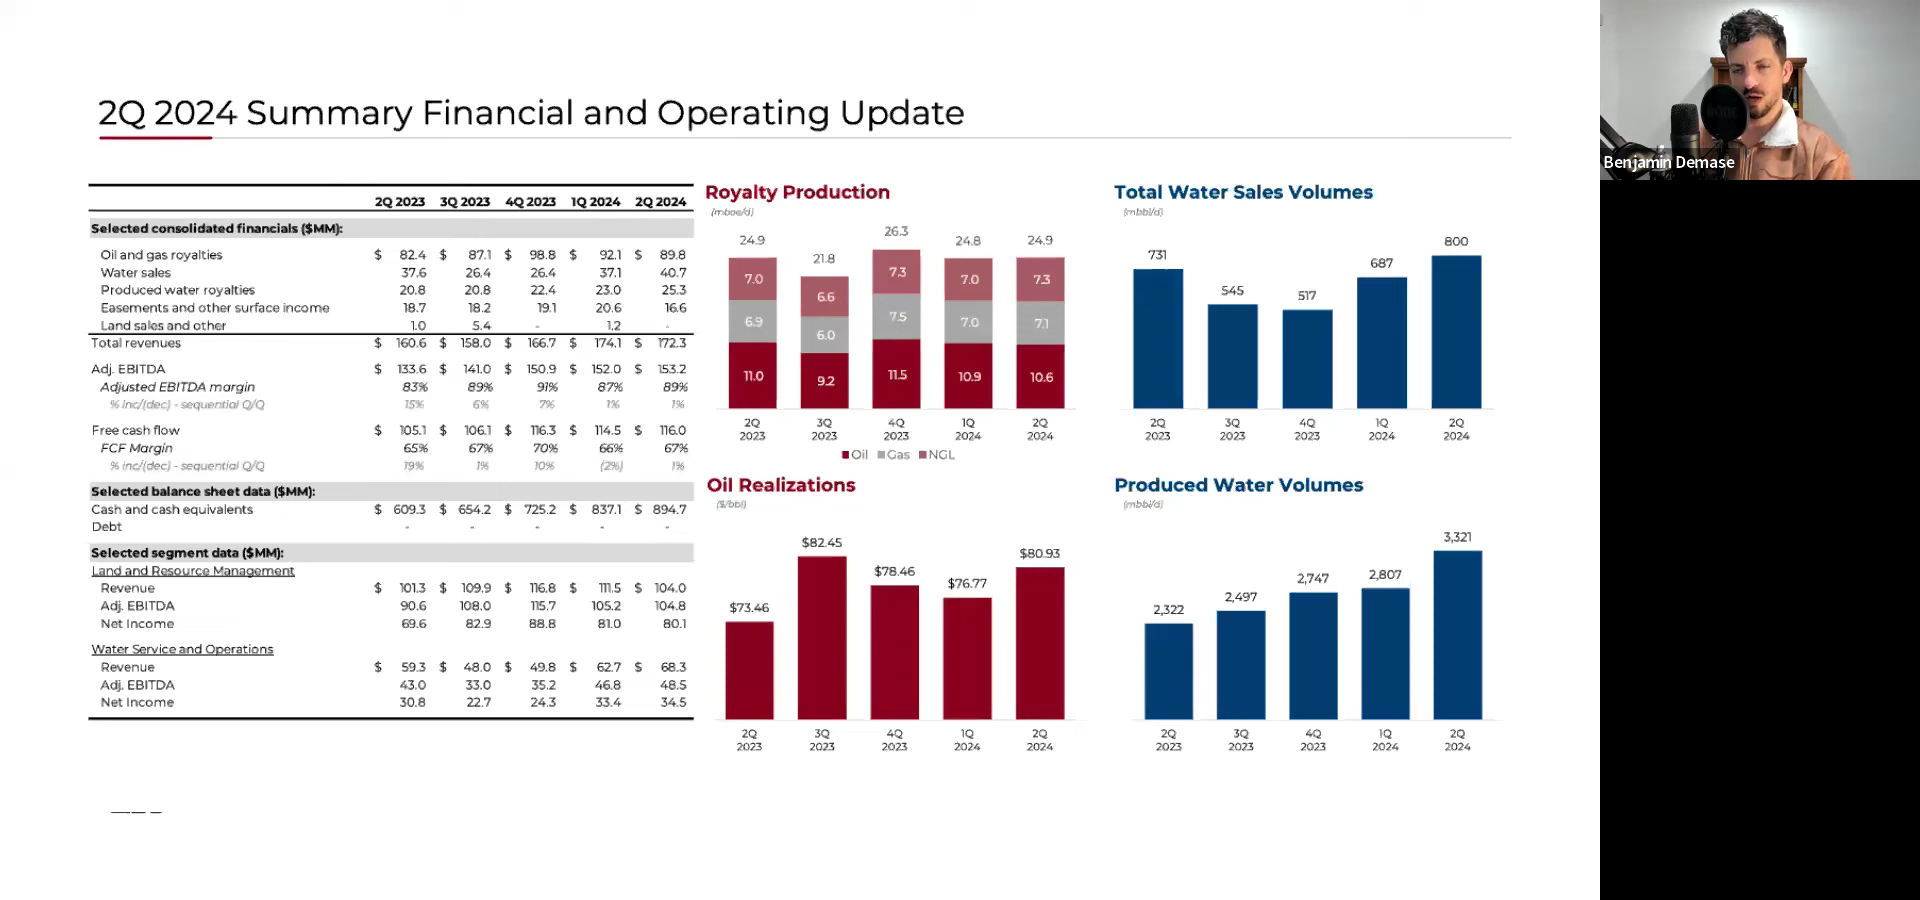 2Q 2024 Summary Financial and Operating Update
2Q 2023 3Q 2023 4Q 2023 1Q 2024 2Q 2024
Selected consolidated financials ($MM):
Oil and gas royalties $ 82.4 $ 87.1 $ 98.8 $ 92.1 $ 89.8
Water sales 37.6 26.4 26.4 37.1 40.7
Produced water royalties 20.8 20.8 22.4 23.0 25.3
Easements and other surface income 18.7 18.2 19.1 20.6 16.6
Land sales and other 1.0 5.4 - 1.2 -
Total revenues $ 160.6 $ 158.0 $ 166.7 $ 174.1 $ 172.3
Adj. EBITDA $ 133.6 $ 141.0 $ 150.9 $ 152.0 $ 153.2
Adjusted EBITDA margin 83% 89% 91% 87% 89%
% Inc/(dec) - sequential Q/Q 15% 6% 7% 1% 1%
Free cash flow $ 105.1 $ 106.1 $ 116.3 $ 114.5 $ 116.0
FCF Margin 65% 67% 70% 66% 67%
% inc/(dec) - sequential Q/Q 19% 1% 10% (2%) 1%
Selected balance sheet data ($MM):
Cash and cash equivalents $ 609.3 $ 654.2 $ 725.2 $ 837.1 $ 894.7
Debt - - - - -
Selected segment data ($MM):
Land and Resource Management
Revenue $ 101.3 $ 109.9 $ 116.8 $ 111.5 $ 104.0
Adj. EBITDA 90.6 108.0 115.7 105.2 104.8
Net Income 69.6 82.9 88.8 81.0 80.1
Water Service and Operations
Revenue $ 59.3 $ 48.0 $ 49.8 $ 62.7 $ 68.3
Adj. EBITDA 43.0 33.0 35.2 46.8 48.5
Net Income 30.8 22.7 24.3 33.4 34.5
Royalty Production
(mboe/d)
24.9 21.8 26.3 24.8 24.9
7.0 6.6 7.3 7.0 7.3
6.9 6.0 7.5 7.0 7.1
11.0 9.2 11.5 10.9 10.6
2Q 3Q 4Q 1Q 2Q
2023 2023 2023 2024 2024
Oil Gas NGL
Total Water Sales Volumes
(mbbl/d)
731 545 517 687 800
2Q 3Q 4Q 1Q 2Q
2023 2023 2023 2024 2024
Oil Realizations
($/bbl)
$73.46 $82.45 $78.46 $76.77 $80.93
2Q 3Q 4Q 1Q 2Q
2023 2023 2023 2024 2024
Produced Water Volumes
(mbbl/d)
2,322 2,497 2,747 2,807 3,321
2Q 3Q 4Q 1Q 2Q
2023 2023 2023 2024 2024
Benjamin Demase